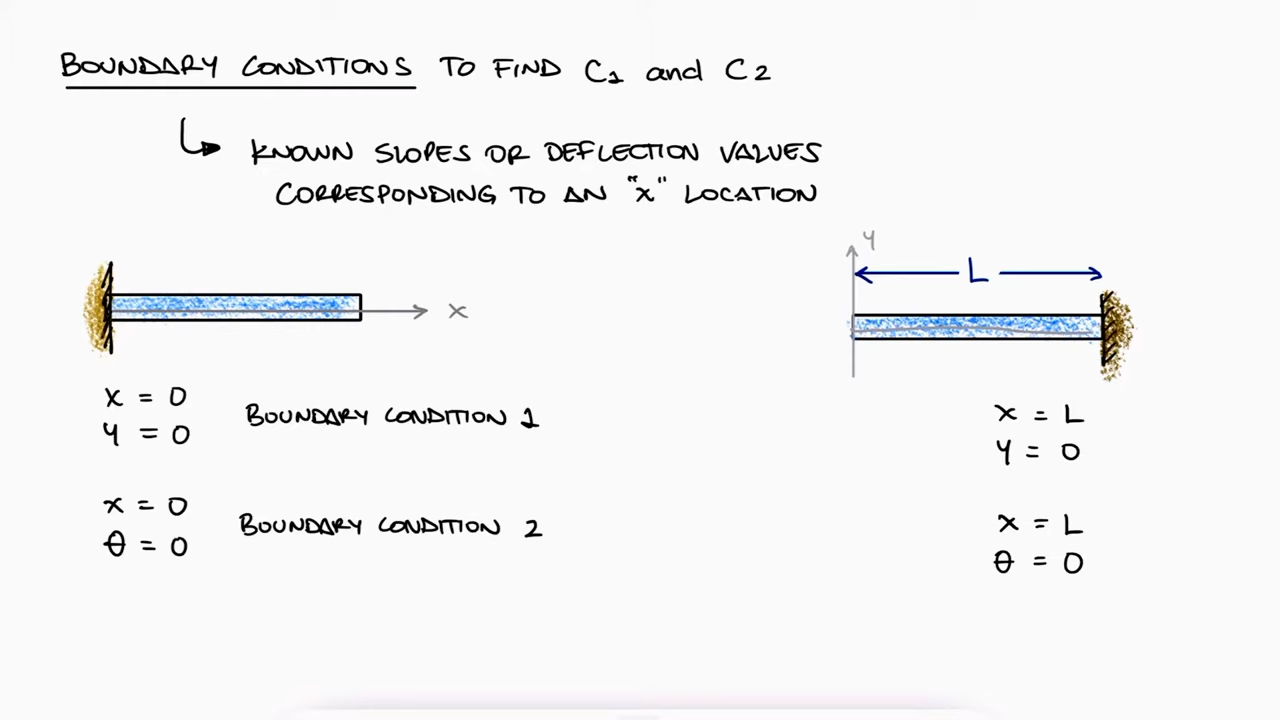 BOUNDARY CONDITIONS TO FIND C1 and C2
KNOWN SLOPES OR DEFLECTION VALUES
CORRESPONDING TO AN "x" LOCATION
x
y
L
x = 0
y = 0
BOUNDARY CONDITION 1
x = 0
θ = 0
BOUNDARY CONDITION 2
x = L
y = 0
x = L
θ = 0